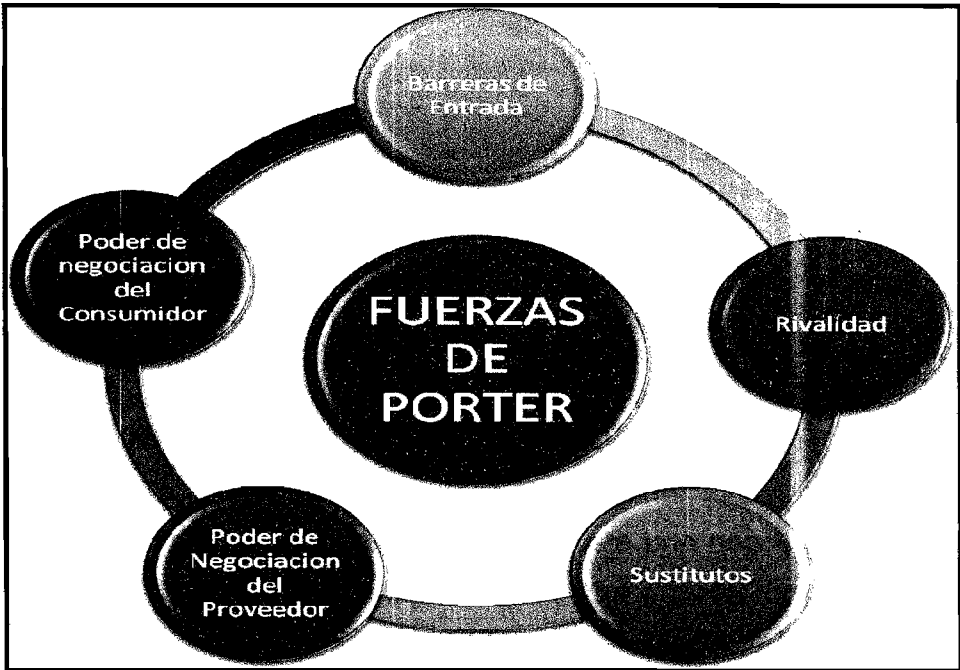 Barreras de
Entrada
Poder de
negociacion
del
Consumidor
FUERZAS
DE
PORTER
Rivalidad
Poder de
Negociacion
del
Proveedor
Sustitutos